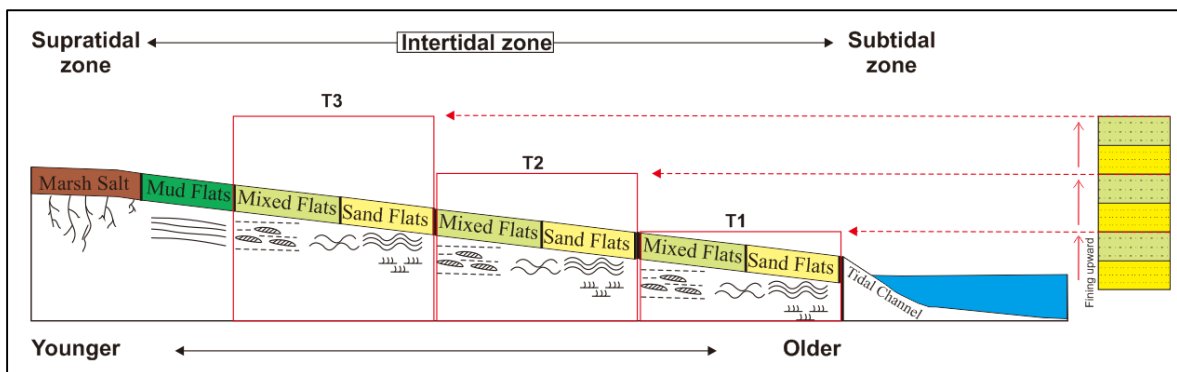 Supratidal
zone
Intertidal zone
Subtidal
zone
T3
T2
T1
Marsh Salt
Mud Flats
Mixed Flats
Sand Flats
Mixed Flats
Sand Flats
Mixed Flats
Sand Flats
Tidal Channel
Fining upward
Younger
Older